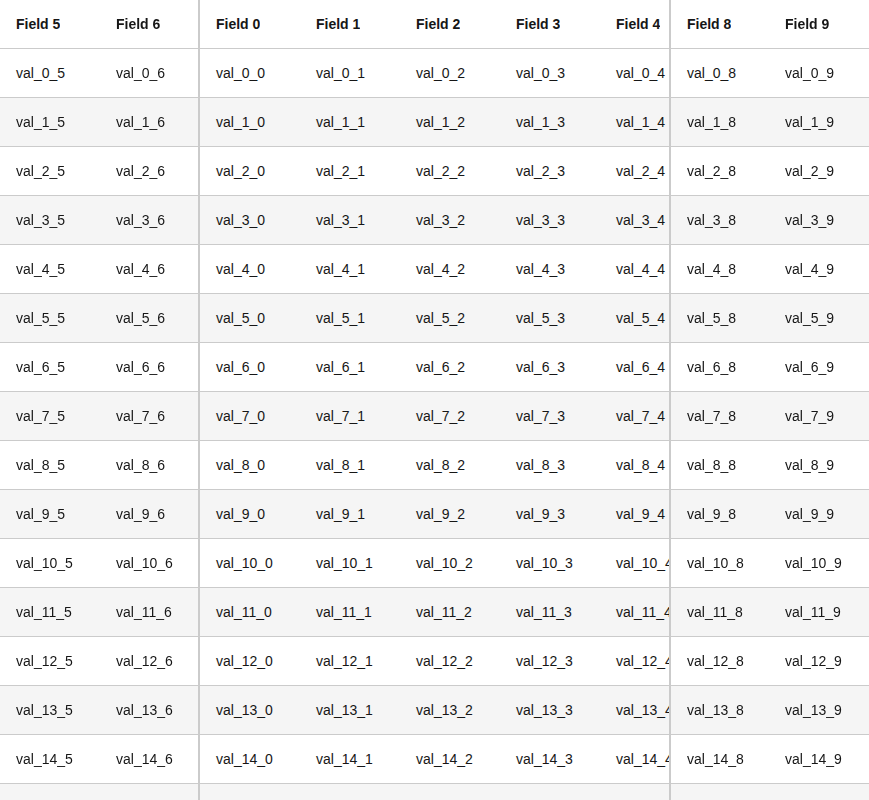 Field 5 Field 6 Field 0 Field 1 Field 2 Field 3 Field 4 Field 8 Field 9
val_0_5 val_0_6 val_0_0 val_0_1 val_0_2 val_0_3 val_0_4 val_0_8 val_0_9
val_1_5 val_1_6 val_1_0 val_1_1 val_1_2 val_1_3 val_1_4 val_1_8 val_1_9
val_2_5 val_2_6 val_2_0 val_2_1 val_2_2 val_2_3 val_2_4 val_2_8 val_2_9
val_3_5 val_3_6 val_3_0 val_3_1 val_3_2 val_3_3 val_3_4 val_3_8 val_3_9
val_4_5 val_4_6 val_4_0 val_4_1 val_4_2 val_4_3 val_4_4 val_4_8 val_4_9
val_5_5 val_5_6 val_5_0 val_5_1 val_5_2 val_5_3 val_5_4 val_5_8 val_5_9
val_6_5 val_6_6 val_6_0 val_6_1 val_6_2 val_6_3 val_6_4 val_6_8 val_6_9
val_7_5 val_7_6 val_7_0 val_7_1 val_7_2 val_7_3 val_7_4 val_7_8 val_7_9
val_8_5 val_8_6 val_8_0 val_8_1 val_8_2 val_8_3 val_8_4 val_8_8 val_8_9
val_9_5 val_9_6 val_9_0 val_9_1 val_9_2 val_9_3 val_9_4 val_9_8 val_9_9
val_10_5 val_10_6 val_10_0 val_10_1 val_10_2 val_10_3 val_10_4 val_10_8 val_10_9
val_11_5 val_11_6 val_11_0 val_11_1 val_11_2 val_11_3 val_11_4 val_11_8 val_11_9
val_12_5 val_12_6 val_12_0 val_12_1 val_12_2 val_12_3 val_12_4 val_12_8 val_12_9
val_13_5 val_13_6 val_13_0 val_13_1 val_13_2 val_13_3 val_13_4 val_13_8 val_13_9
val_14_5 val_14_6 val_14_0 val_14_1 val_14_2 val_14_3 val_14_4 val_14_8 val_14_9